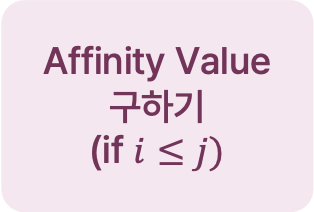 Affinity Value
구하기
(if 𝑖 ≤ 𝑗)